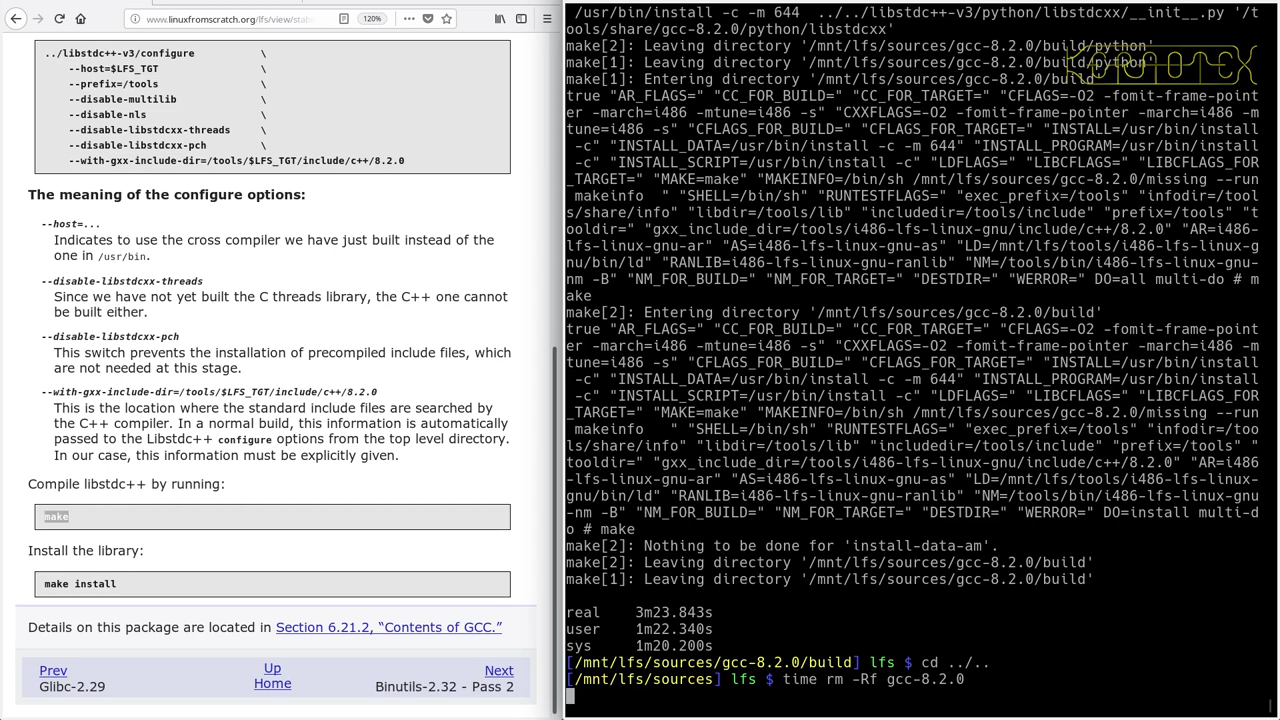 www.linuxfromscratch.org/lfs/view/stab
120%
../libstdc++-v3/configure \
--host=$LFS_TGT \
--prefix=/tools \
--disable-multilib \
--disable-nls \
--disable-libstdcxx-threads \
--disable-libstdcxx-pch \
--with-gxx-include-dir=/tools/$LFS_TGT/include/c++/8.2.0
The meaning of the configure options:
--host=...
Indicates to use the cross compiler we have just built instead of the
one in /usr/bin.
--disable-libstdcxx-threads
Since we have not yet built the C threads library, the C++ one cannot
be built either.
--disable-libstdcxx-pch
This switch prevents the installation of precompiled include files, which
are not needed at this stage.
--with-gxx-include-dir=/tools/$LFS_TGT/include/c++/8.2.0
This is the location where the standard include files are searched by
the C++ compiler. In a normal build, this information is automatically
passed to the Libstdc++ configure options from the top level directory.
In our case, this information must be explicitly given.
Compile libstdc++ by running:
make
Install the library:
make install
Details on this package are located in Section 6.21.2, “Contents of GCC.”
Prev
Up
Next
Glibc-2.29
Home
Binutils-2.32 - Pass 2
/usr/bin/install -c -m 644  ../../libstdc++-v3/python/libstdcxx/__init__.py '/t
ools/share/gcc-8.2.0/python/libstdcxx'
make[2]: Leaving directory '/mnt/lfs/sources/gcc-8.2.0/build/python'
make[1]: Leaving directory '/mnt/lfs/sources/gcc-8.2.0/build/python'
make[1]: Entering directory '/mnt/lfs/sources/gcc-8.2.0/build'
true "AR_FLAGS=" "CC_FOR_BUILD=" "CC_FOR_TARGET=" "CFLAGS=-O2 -fomit-frame-point
er -march=i486 -mtune=i486 -s" "CXXFLAGS=-O2 -fomit-frame-pointer -march=i486 -m
tune=i486 -s" "CFLAGS_FOR_BUILD=" "CFLAGS_FOR_TARGET=" "INSTALL=/usr/bin/install
-c" "INSTALL_DATA=/usr/bin/install -c -m 644" "INSTALL_PROGRAM=/usr/bin/install
-c" "INSTALL_SCRIPT=/usr/bin/install -c" "LDFLAGS=" "LIBCFLAGS=" "LIBCFLAGS_FOR
_TARGET=" "MAKE=make" "MAKEINFO=/bin/sh /mnt/lfs/sources/gcc-8.2.0/missing --run
makeinfo   " "SHELL=/bin/sh" "RUNTESTFLAGS=" "exec_prefix=/tools" "infodir=/tool
s/share/info" "libdir=/tools/lib" "includedir=/tools/include" "prefix=/tools" "t
ooldir=" "gxx_include_dir=/tools/i486-lfs-linux-gnu/include/c++/8.2.0" "AR=i486-
lfs-linux-gnu-ar" "AS=i486-lfs-linux-gnu-as" "LD=/mnt/lfs/tools/i486-lfs-linux-g
nu/bin/ld" "RANLIB=i486-lfs-linux-gnu-ranlib" "NM=/tools/bin/i486-lfs-linux-gnu-
nm -B" "NM_FOR_BUILD=" "NM_FOR_TARGET=" "DESTDIR=" "WERROR=" DO=all multi-do # m
ake
make[2]: Entering directory '/mnt/lfs/sources/gcc-8.2.0/build'
true "AR_FLAGS=" "CC_FOR_BUILD=" "CC_FOR_TARGET=" "CFLAGS=-O2 -fomit-frame-point
er -march=i486 -mtune=i486 -s" "CXXFLAGS=-O2 -fomit-frame-pointer -march=i486 -m
tune=i486 -s" "CFLAGS_FOR_BUILD=" "CFLAGS_FOR_TARGET=" "INSTALL=/usr/bin/install
-c" "INSTALL_DATA=/usr/bin/install -c -m 644" "INSTALL_PROGRAM=/usr/bin/install
-c" "INSTALL_SCRIPT=/usr/bin/install -c" "LDFLAGS=" "LIBCFLAGS=" "LIBCFLAGS_FOR
_TARGET=" "MAKE=make" "MAKEINFO=/bin/sh /mnt/lfs/sources/gcc-8.2.0/missing --run
makeinfo   " "SHELL=/bin/sh" "RUNTESTFLAGS=" "exec_prefix=/tools" "infodir=/tool
s/share/info" "libdir=/tools/lib" "includedir=/tools/include" "prefix=/tools" "
tooldir=" "gxx_include_dir=/tools/i486-lfs-linux-gnu/include/c++/8.2.0" "AR=i486
-lfs-linux-gnu-ar" "AS=i486-lfs-linux-gnu-as" "LD=/mnt/lfs/tools/i486-lfs-linux-
gnu/bin/ld" "RANLIB=i486-lfs-linux-gnu-ranlib" "NM=/tools/bin/i486-lfs-linux-gnu
-nm -B" "NM_FOR_BUILD=" "NM_FOR_TARGET=" "DESTDIR=" "WERROR=" DO=install multi-d
o # make
make[2]: Nothing to be done for 'install-data-am'.
make[2]: Leaving directory '/mnt/lfs/sources/gcc-8.2.0/build'
make[1]: Leaving directory '/mnt/lfs/sources/gcc-8.2.0/build'
real    3m23.843s
user    1m22.340s
sys     1m20.200s
[/mnt/lfs/sources/gcc-8.2.0/build] lfs $ cd ../..
[/mnt/lfs/sources] lfs $ time rm -Rf gcc-8.2.0